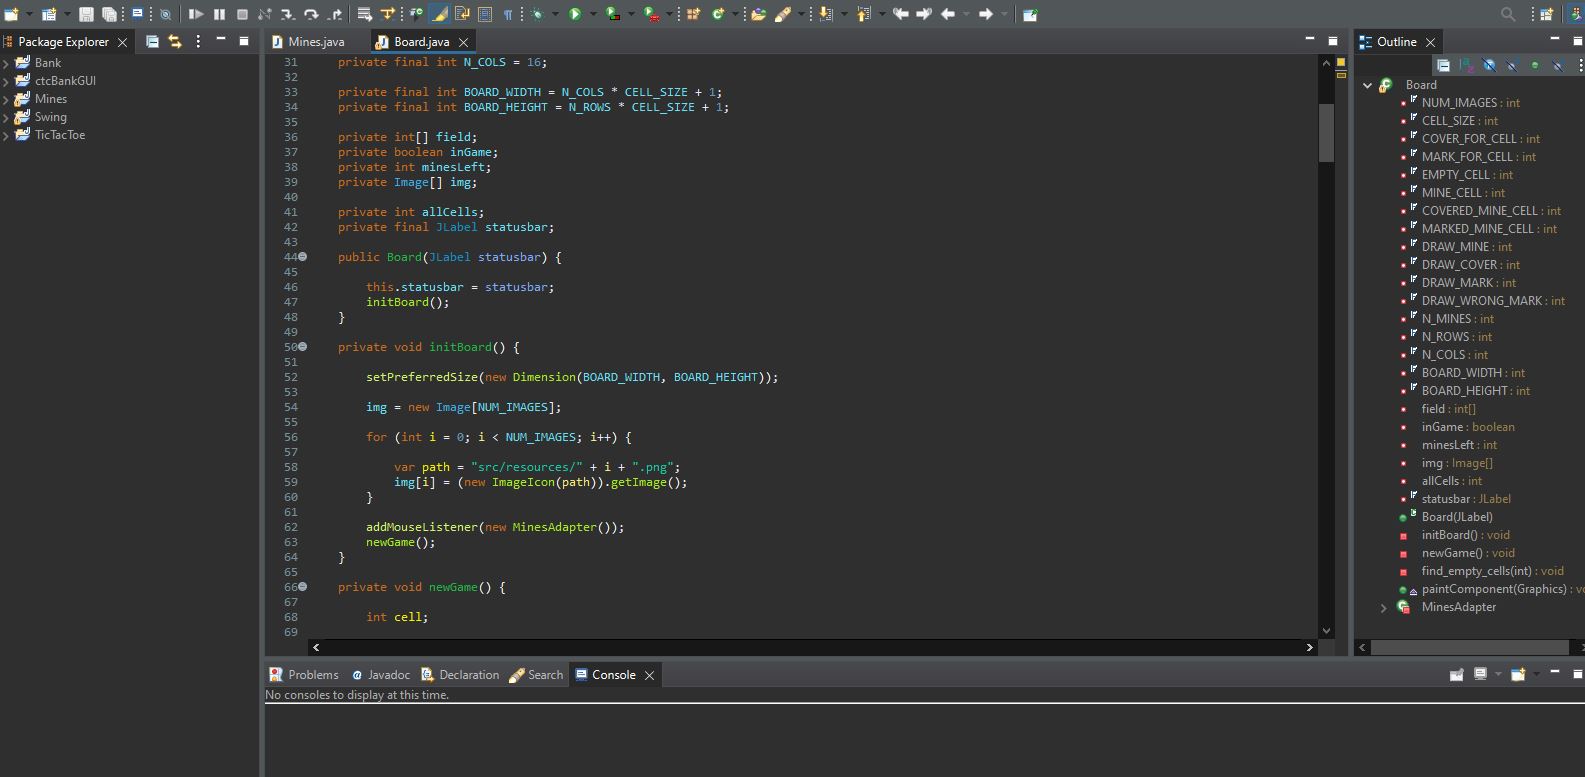 Package Explorer
Bank
ctcBankGUI
Mines
Swing
TicTacToe
Mines.java
Board.java
31 private final int N_COLS = 16;
32
33 private final int BOARD_WIDTH = N_COLS * CELL_SIZE + 1;
34 private final int BOARD_HEIGHT = N_ROWS * CELL_SIZE + 1;
35
36 private int[] field;
37 private boolean inGame;
38 private int minesLeft;
39 private Image[] img;
40
41 private int allCells;
42 private final JLabel statusbar;
43
44 public Board(JLabel statusbar) {
45
46 this.statusbar = statusbar;
47 initBoard();
48 }
49
50 private void initBoard() {
51
52 setPreferredSize(new Dimension(BOARD_WIDTH, BOARD_HEIGHT));
53
54 img = new Image[NUM_IMAGES];
55
56 for (int i = 0; i < NUM_IMAGES; i++) {
57
58 var path = "src/resources/" + i + ".png";
59 img[i] = (new ImageIcon(path)).getImage();
60 }
61
62 addMouseListener(new MinesAdapter());
63 newGame();
64 }
65
66 private void newGame() {
67
68 int cell;
69
Outline
Board
NUM_IMAGES : int
CELL_SIZE : int
COVER_FOR_CELL : int
MARK_FOR_CELL : int
EMPTY_CELL : int
MINE_CELL : int
COVERED_MINE_CELL : int
MARKED_MINE_CELL : int
DRAW_MINE : int
DRAW_COVER : int
DRAW_MARK : int
DRAW_WRONG_MARK : int
N_MINES : int
N_ROWS : int
N_COLS : int
BOARD_WIDTH : int
BOARD_HEIGHT : int
field : int[]
inGame : boolean
minesLeft : int
img : Image[]
allCells : int
statusbar : JLabel
Board(JLabel)
initBoard() : void
newGame() : void
find_empty_cells(int) : void
paintComponent(Graphics) : vo
MinesAdapter
Problems
Javadoc
Declaration
Search
Console
No consoles to display at this time.